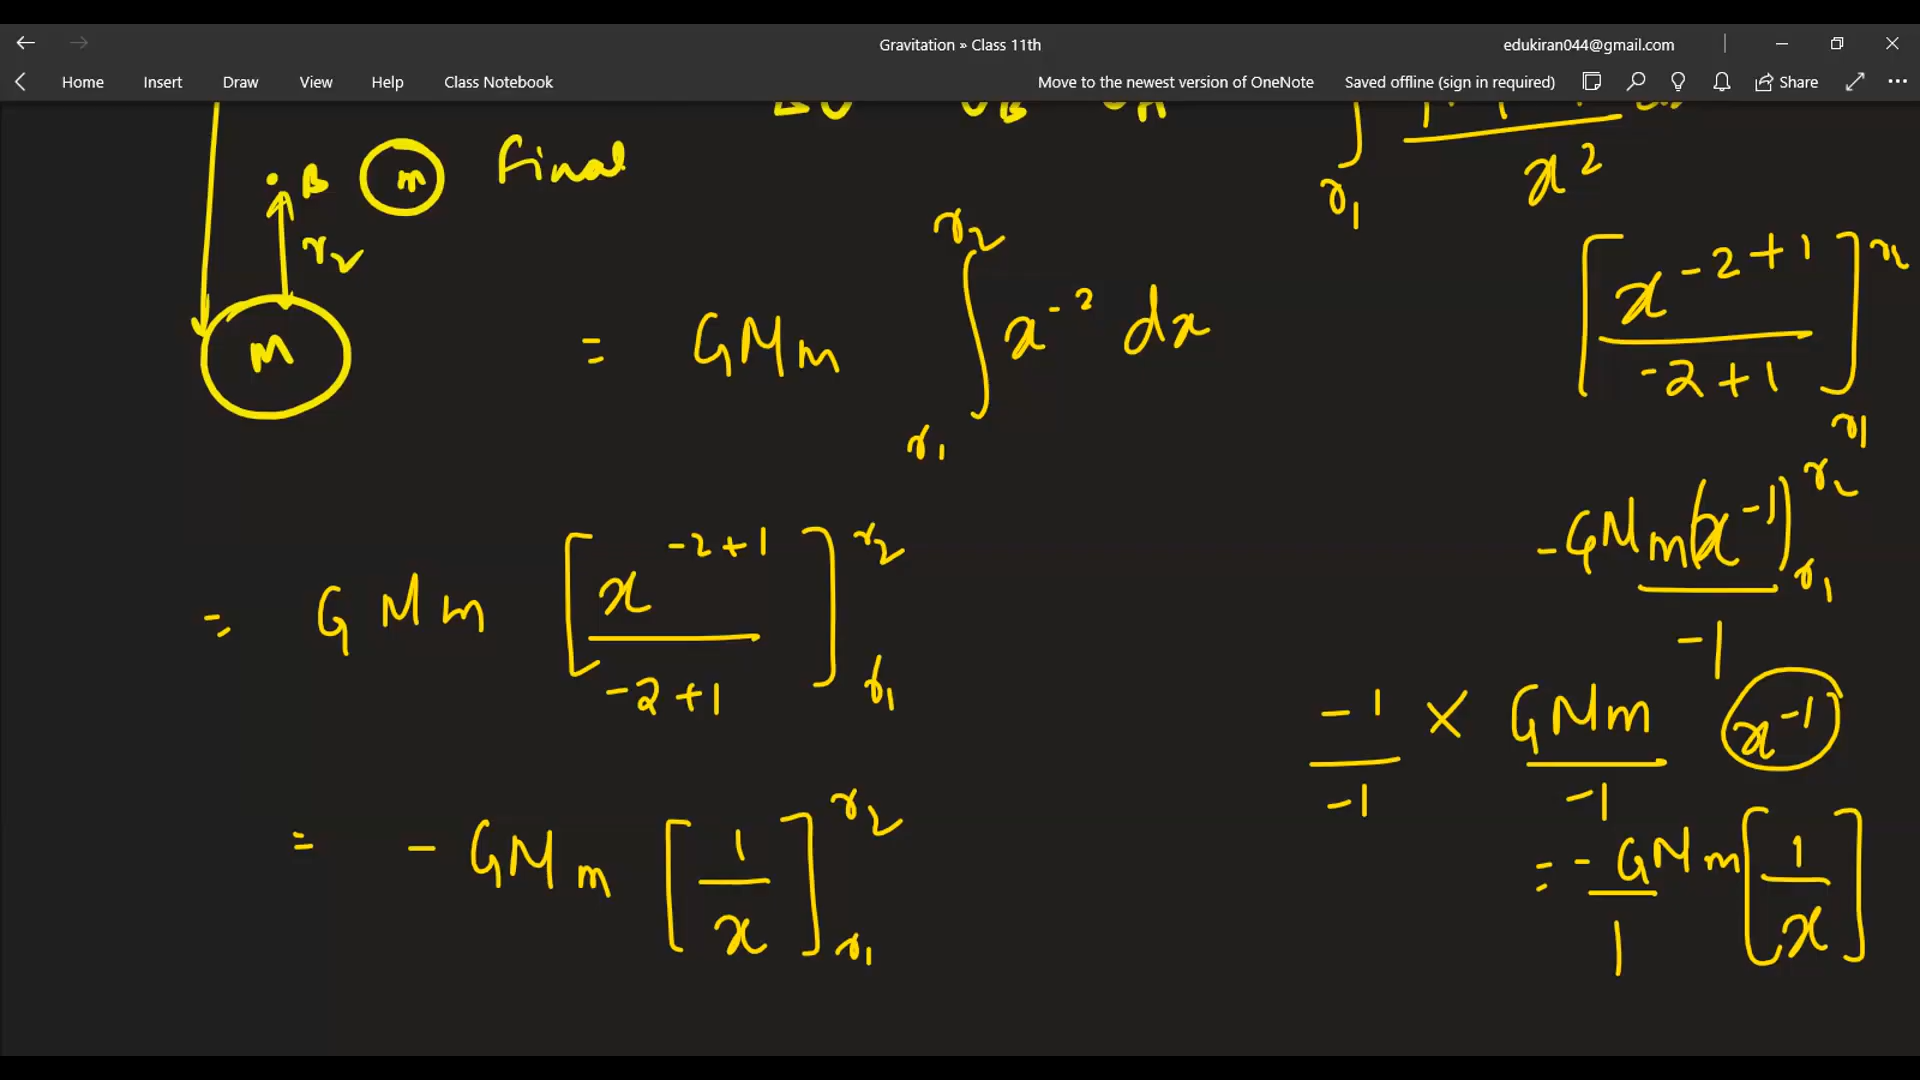 Gravitation » Class 11th
edukiran044@gmail.com
Home Insert Draw View Help Class Notebook
Move to the newest version of OneNote Saved offline (sign in required) Share
B m Final
r₂
M
r₁ x²
= GMm ∫ r₂ r₁ x⁻² dx
[x⁻²⁺¹ / -2+1] r₂ r₁
= GMm [x⁻²⁺¹ / -2+1] r₂ r₁
-GMm(x⁻¹) r₂ r₁ / -1
-1/-1 × GMm/-1 x⁻¹
= - GMm [1/x] r₂ r₁
= - GMm/1 [1/x]